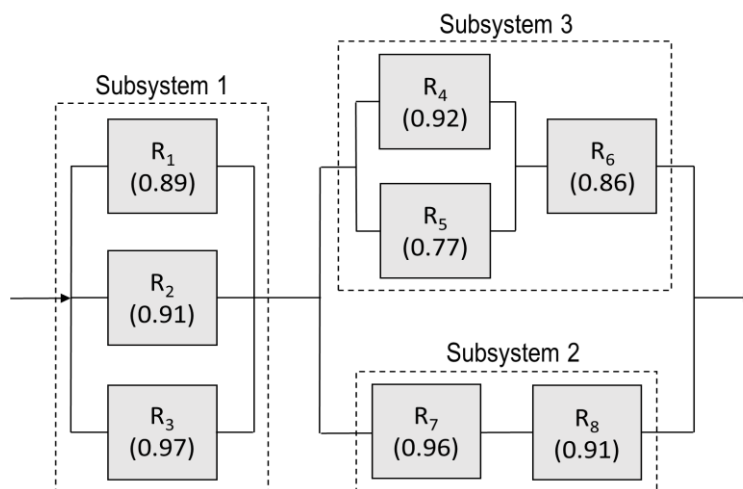 Subsystem 1
R₁
(0.89)
R₂
(0.91)
R₃
(0.97)
Subsystem 3
R₄
(0.92)
R₅
(0.77)
R₆
(0.86)
Subsystem 2
R₇
(0.96)
R₈
(0.91)